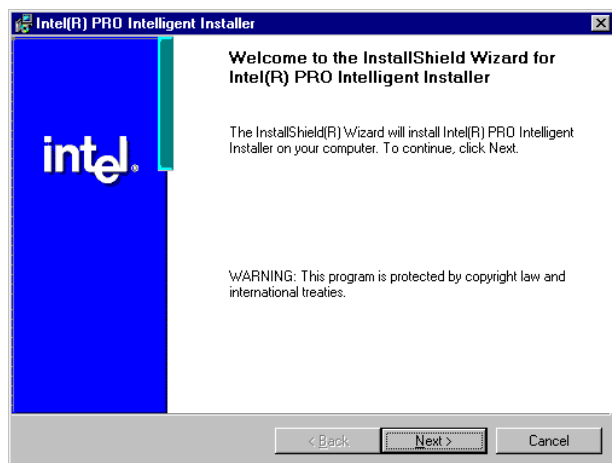 Intel(R) PRO Intelligent Installer
Welcome to the InstallShield Wizard for
Intel(R) PRO Intelligent Installer
The InstallShield(R) Wizard will install Intel(R) PRO Intelligent
Installer on your computer. To continue, click Next.
intel®
WARNING: This program is protected by copyright law and
international treaties.
< Back
Next >
Cancel